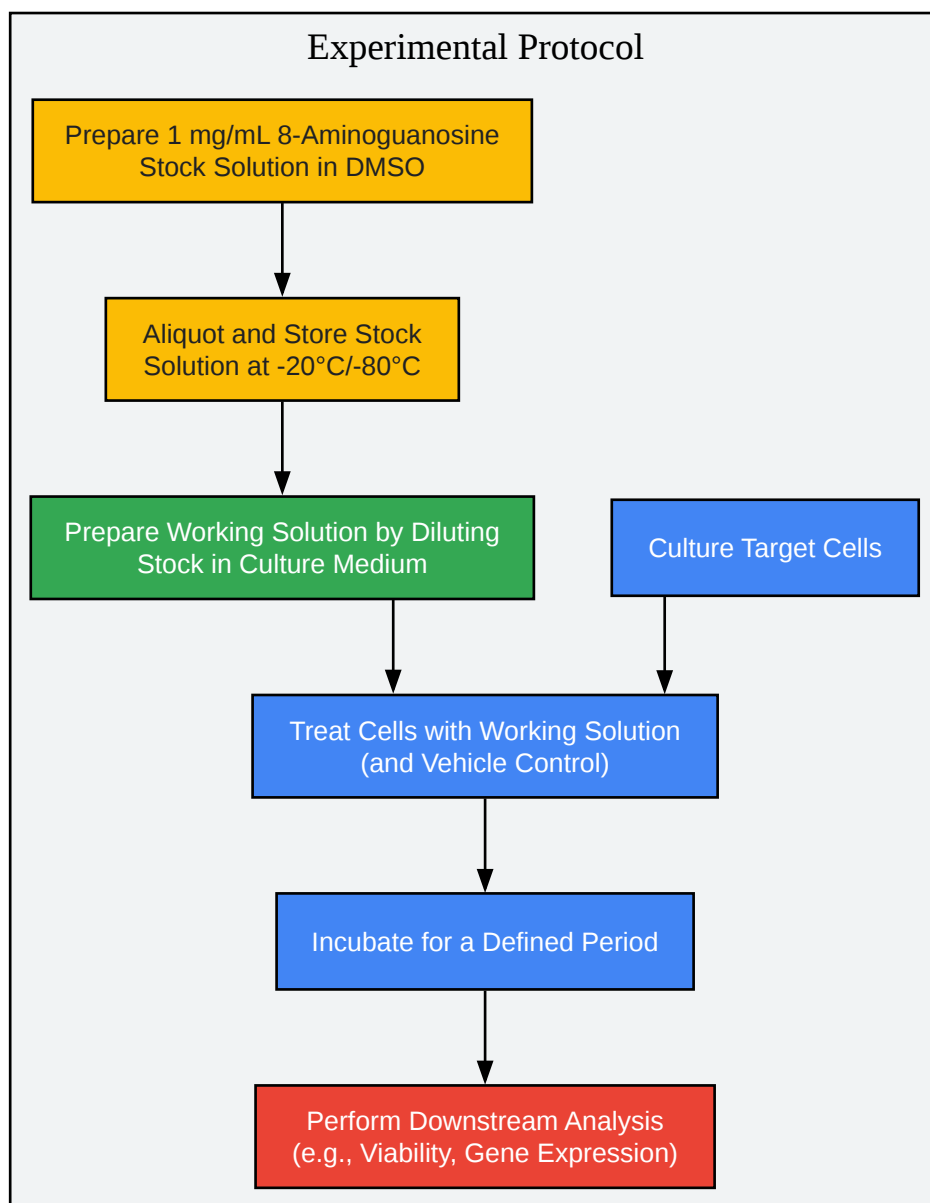 Experimental Protocol
Prepare 1 mg/mL 8-Aminoguanosine
Stock Solution in DMSO
Aliquot and Store Stock
Solution at -20°C/-80°C
Prepare Working Solution by Diluting
Stock in Culture Medium
Culture Target Cells
Treat Cells with Working Solution
(and Vehicle Control)
Incubate for a Defined Period
Perform Downstream Analysis
(e.g., Viability, Gene Expression)